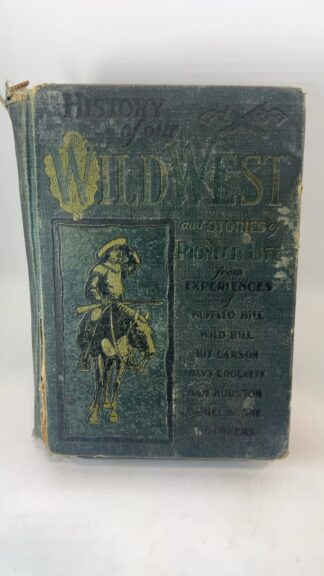 HISTORY
of our
WILD WEST
and STORIES of
PIONEER LIFE
from
EXPERIENCES
of
BUFFALO BILL
WILD BILL
KIT CARSON
DAVY CROCKETT
SAM HOUSTON
DANIEL BOONE
OTHERS